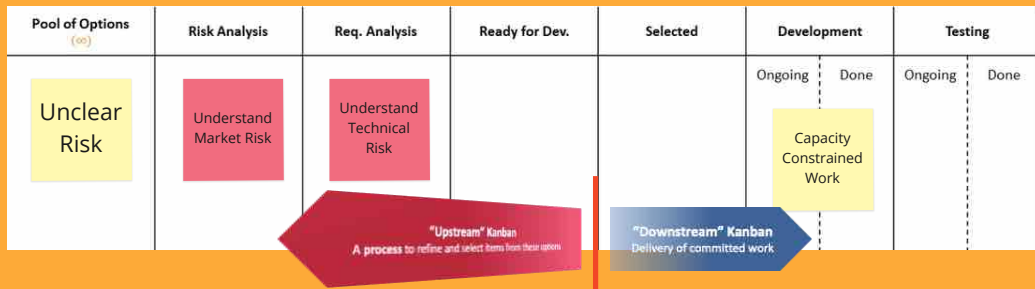 Pool of Options
(∞)
Risk Analysis
Req. Analysis
Ready for Dev.
Selected
Development
Testing
Ongoing
Done
Ongoing
Done
Unclear
Risk
Understand
Market Risk
Understand
Technical
Risk
Capacity
Constrained
Work
"Upstream" Kanban
A process to refine and select items from these options
"Downstream" Kanban
Delivery of committed work